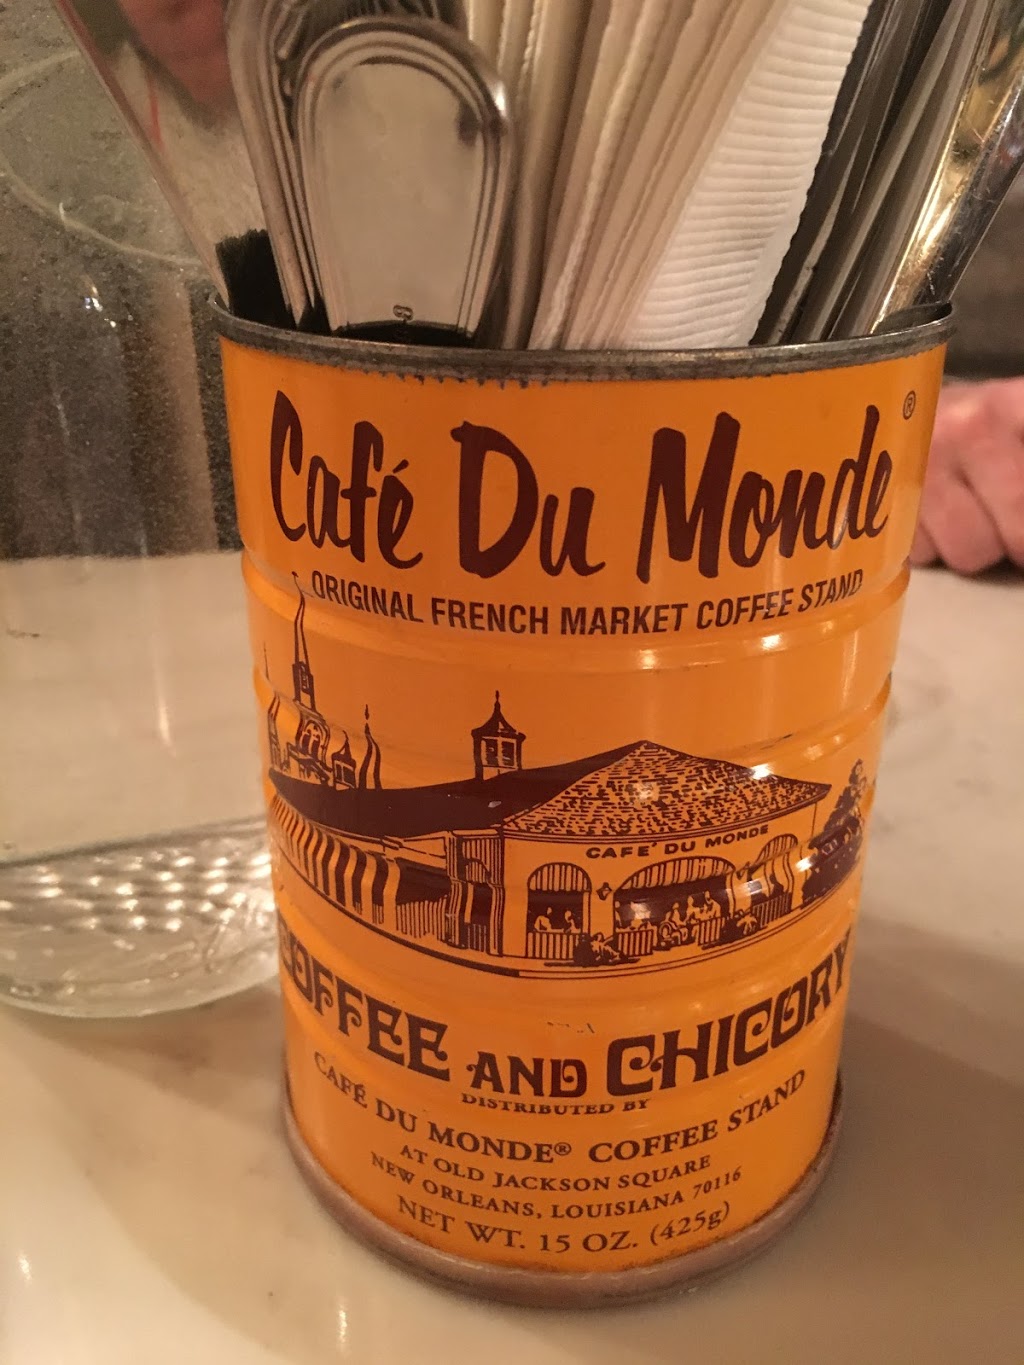 Café Du Monde ®
ORIGINAL FRENCH MARKET COFFEE STAND
CAFE DU MONDE
COFFEE AND CHICORY
DISTRIBUTED BY
CAFÉ DU MONDE® COFFEE STAND
AT OLD JACKSON SQUARE
NEW ORLEANS, LOUISIANA 70116
NET WT. 15 OZ. (425g)